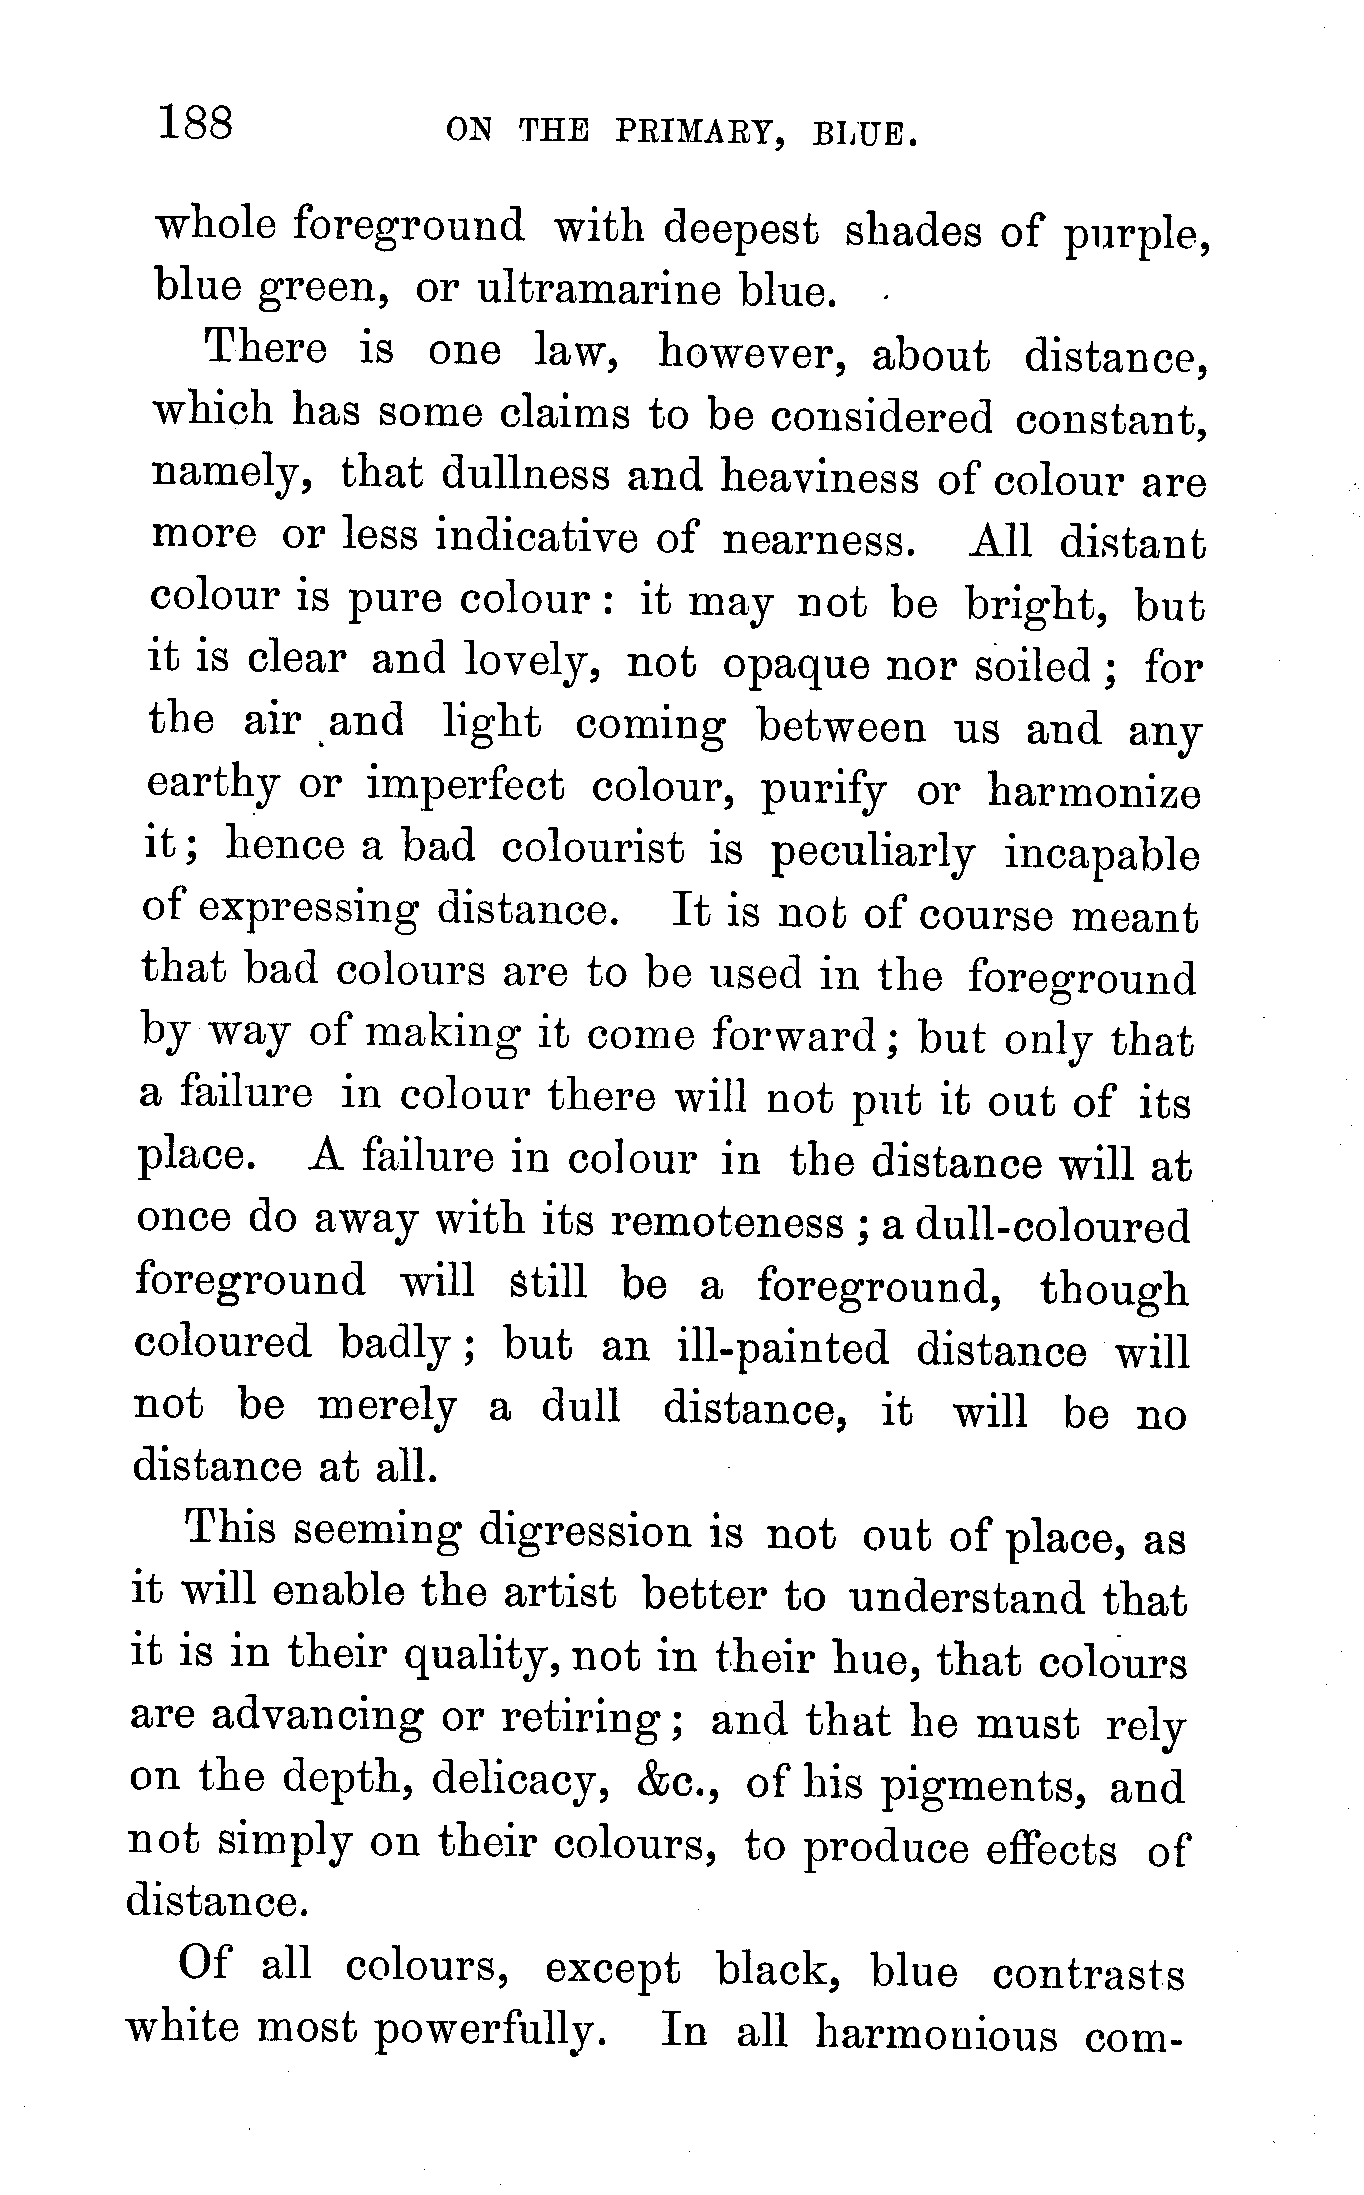 188 ON THE PRIMARY, BLUE.
whole foreground with deepest shades of purple,
blue green, or ultramarine blue.
There is one law, however, about distance,
which has some claims to be considered constant,
namely, that dullness and heaviness of colour are
more or less indicative of nearness. All distant
colour is pure colour : it may not be bright, but
it is clear and lovely, not opaque nor soiled ; for
the air and light coming between us and any
earthy or imperfect colour, purify or harmonize
it ; hence a bad colourist is peculiarly incapable
of expressing distance. It is not of course meant
that bad colours are to be used in the foreground
by way of making it come forward ; but only that
a failure in colour there will not put it out of its
place. A failure in colour in the distance will at
once do away with its remoteness ; a dull-coloured
foreground will still be a foreground, though
coloured badly ; but an ill-painted distance will
not be merely a dull distance, it will be no
distance at all.
This seeming digression is not out of place, as
it will enable the artist better to understand that
it is in their quality, not in their hue, that colours
are advancing or retiring ; and that he must rely
on the depth, delicacy, &c., of his pigments, and
not simply on their colours, to produce effects of
distance.
Of all colours, except black, blue contrasts
white most powerfully. In all harmonious com-